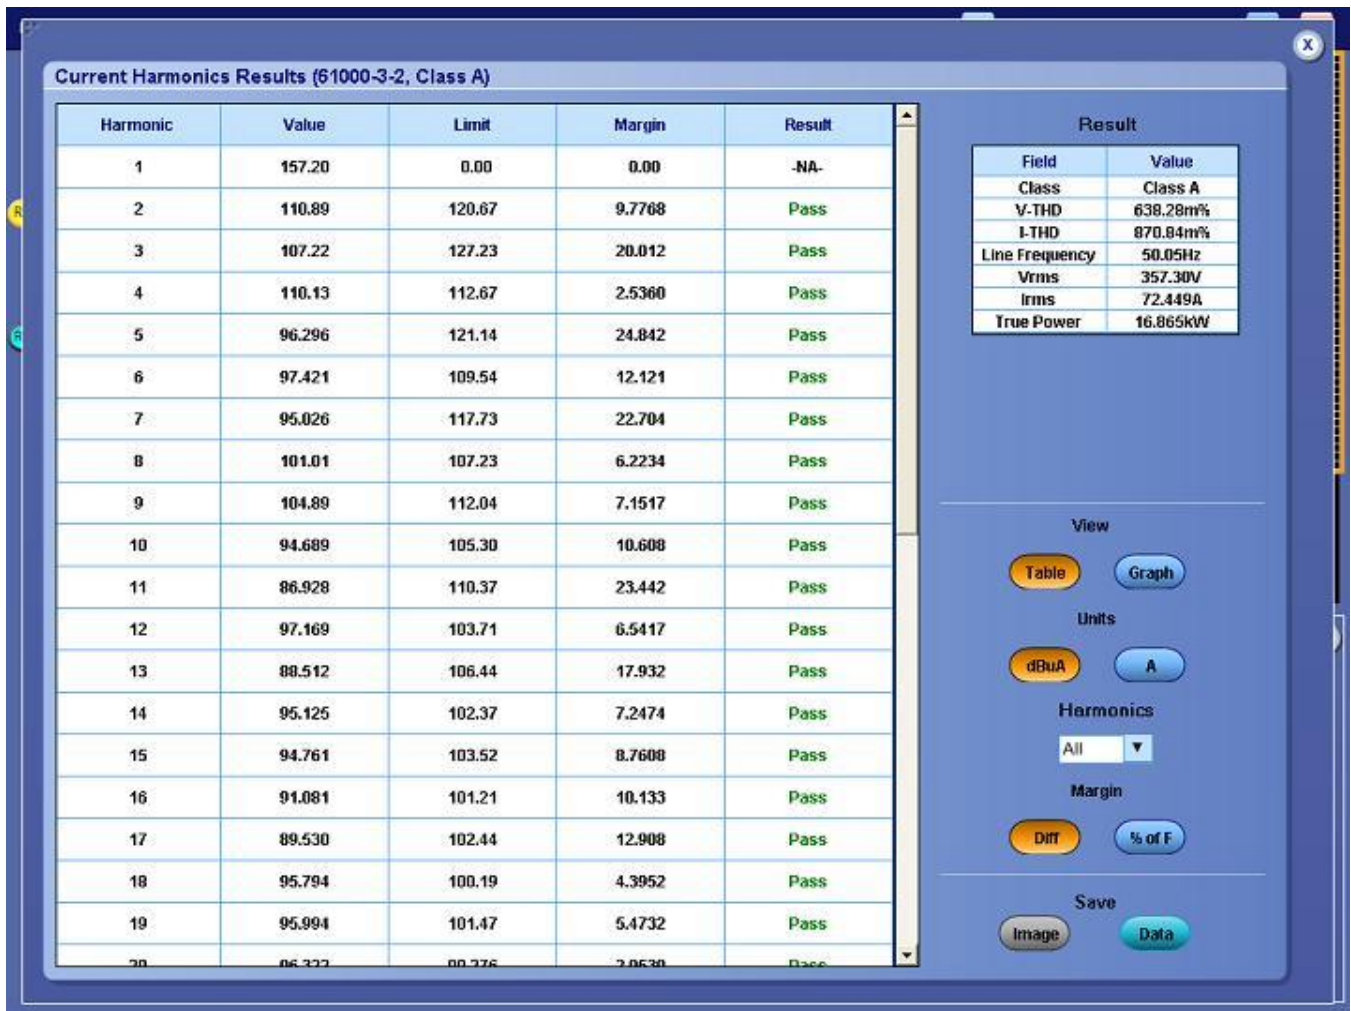 Current Harmonics Results (61000-3-2, Class A)
X
Harmonic Value Limit Margin Result
1 157.20 0.00 0.00 -NA-
2 110.89 120.67 9.7768 Pass
3 107.22 127.23 20.012 Pass
4 110.13 112.67 2.5360 Pass
5 96.296 121.14 24.842 Pass
6 97.421 109.54 12.121 Pass
7 95.026 117.73 22.704 Pass
8 101.01 107.23 6.2234 Pass
9 104.89 112.04 7.1517 Pass
10 94.689 105.30 10.608 Pass
11 86.928 110.37 23.442 Pass
12 97.169 103.71 6.5417 Pass
13 88.512 106.44 17.932 Pass
14 95.125 102.37 7.2474 Pass
15 94.761 103.52 8.7608 Pass
16 91.081 101.21 10.133 Pass
17 89.530 102.44 12.908 Pass
18 95.794 100.19 4.3952 Pass
19 95.994 101.47 5.4732 Pass
Result
Field Value
Class Class A
V-THD 638.28m%
I-THD 870.84m%
Line Frequency 50.05Hz
Vrms 357.30V
Irms 72.449A
True Power 16.865kW
View
Table Graph
Units
dBuA A
Harmonics
All
Margin
Diff % of F
Save
Image Data